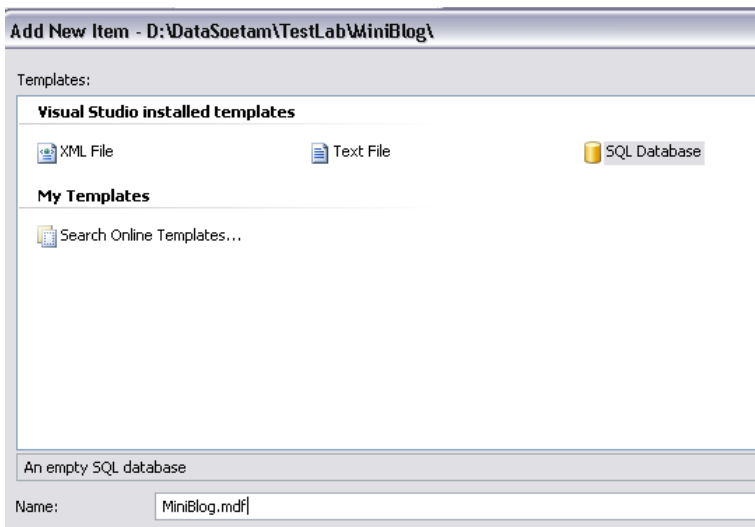 Add New Item - D:\DataSoetam\TestLab\MiniBlog\
Templates:
Visual Studio installed templates
XML File Text File SQL Database
My Templates
Search Online Templates...
An empty SQL database
Name: MiniBlog.mdf